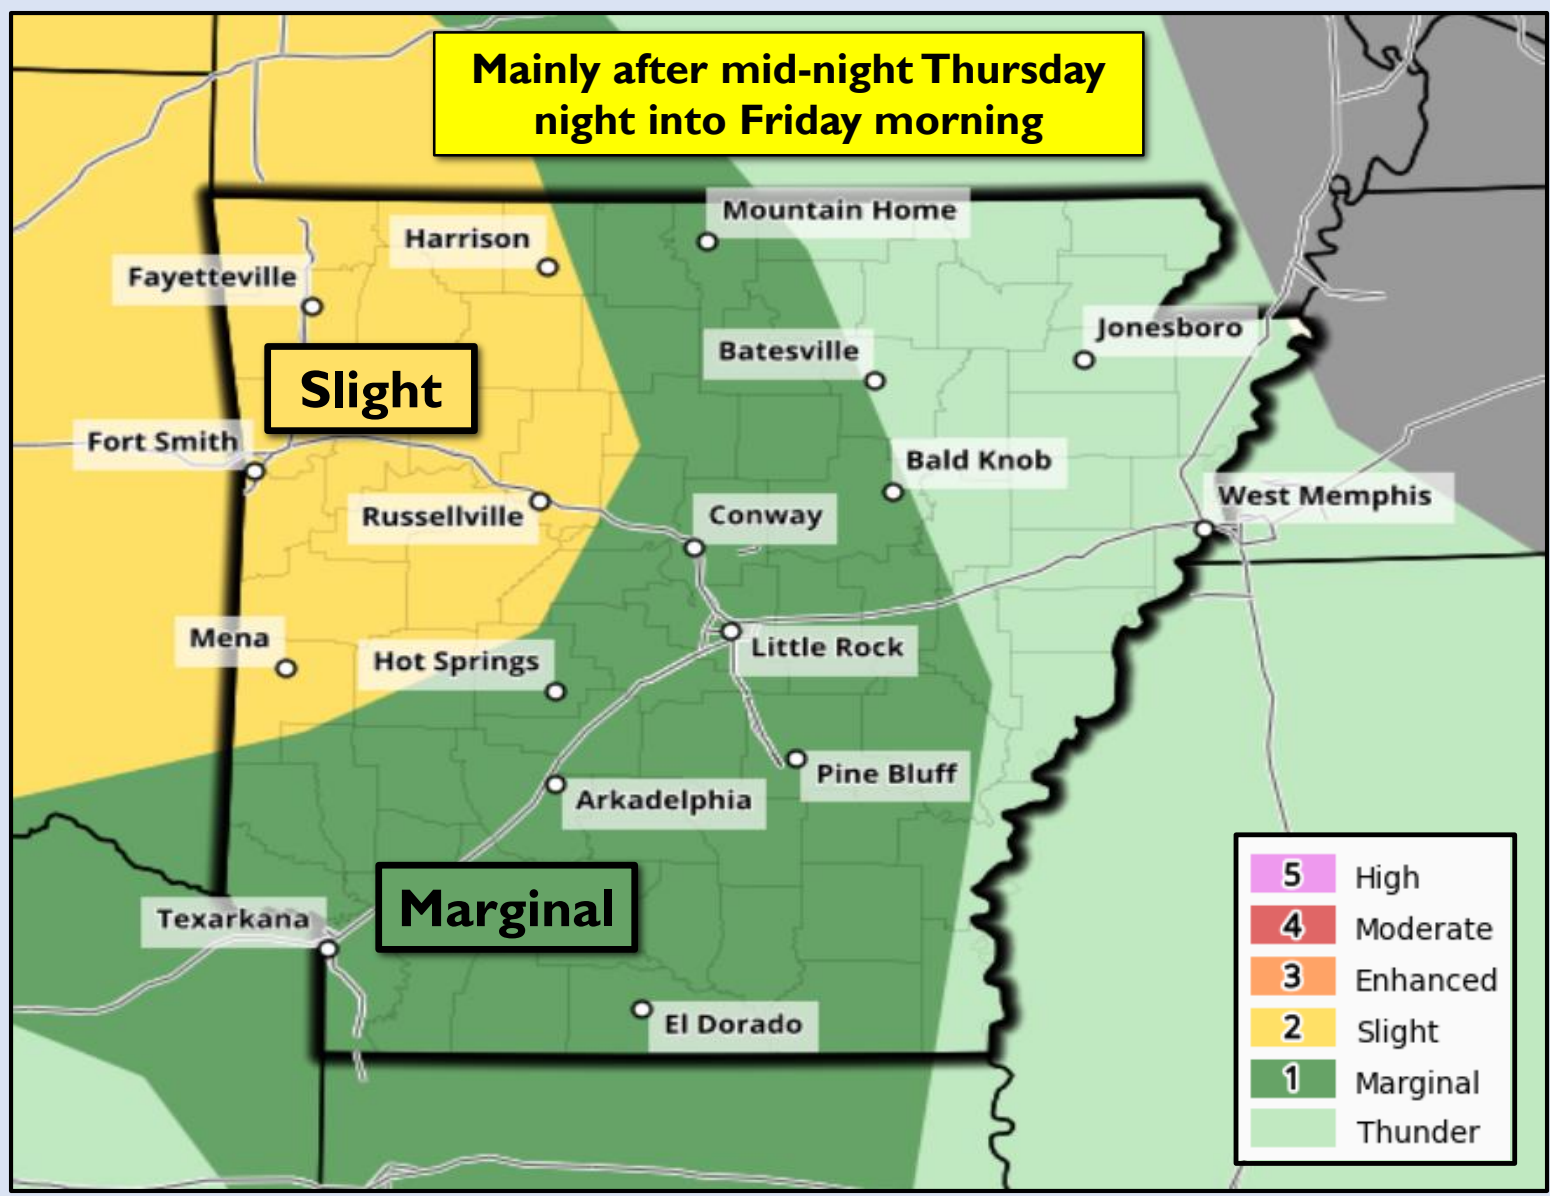 Mainly after mid-night Thursday
night into Friday morning
Mountain Home
Harrison
Fayetteville
Jonesboro
Batesville
Slight
Fort Smith
Bald Knob
West Memphis
Russellville
Conway
Mena
Little Rock
Hot Springs
Pine Bluff
Arkadelphia
Marginal
Texarkana
El Dorado
5 High
4 Moderate
3 Enhanced
2 Slight
1 Marginal
Thunder